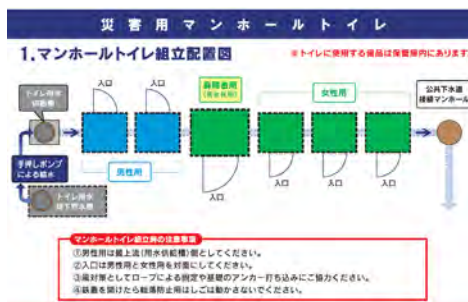 災害用マンホールトイレ
1.マンホールトイレ組立配置図
※トイレに使用する備品は保管庫内にあります
入口
入口
障害者用
女性用
公共下水道
接続マンホール
トイレ用水
供給槽
手押しポンプ
による給水
男性用
トイレ用水
地下貯水槽
入口
入口
入口
入口
マンホールトイレ組立時の注意事項
①男性用は最上流(用水供給槽)側としてください。
②入口は男性用と女性用を対面にしてください。
③風対策としてロープによる固定や基礎のアンカー打ち込みにご協力ください。
④鉄蓋を開けたら転落防止用はしごは動かさないでください。